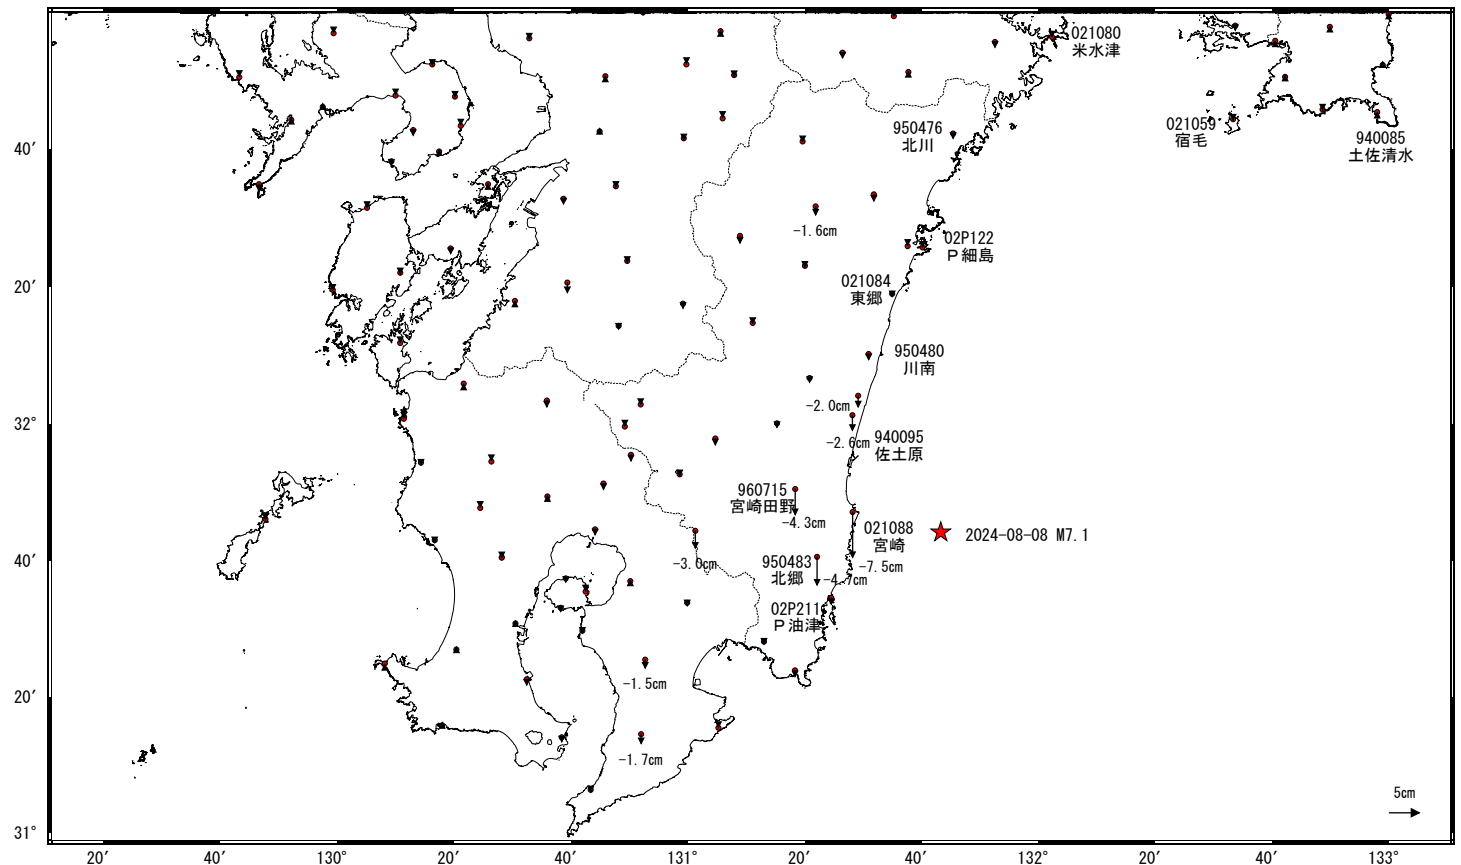 021080
米水津
950476
北川
021059
宿毛
940085
土佐清水
40′
-1.6cm
02P122
Ｐ細島
20′
021084
東郷
950480
川南
-2.0cm
32°
-2.6cm
940095
佐土原
960715
宮崎田野
-4.3cm
021088
宮崎
2024-08-08 M7.1
40′
-3.0cm
950483
北郷
-4.7cm
-7.5cm
02P211
Ｐ油津
-1.5cm
20′
-1.7cm
5cm
31°
20′ 40′ 130° 20′ 40′ 131° 20′ 40′ 132° 20′ 40′ 133°